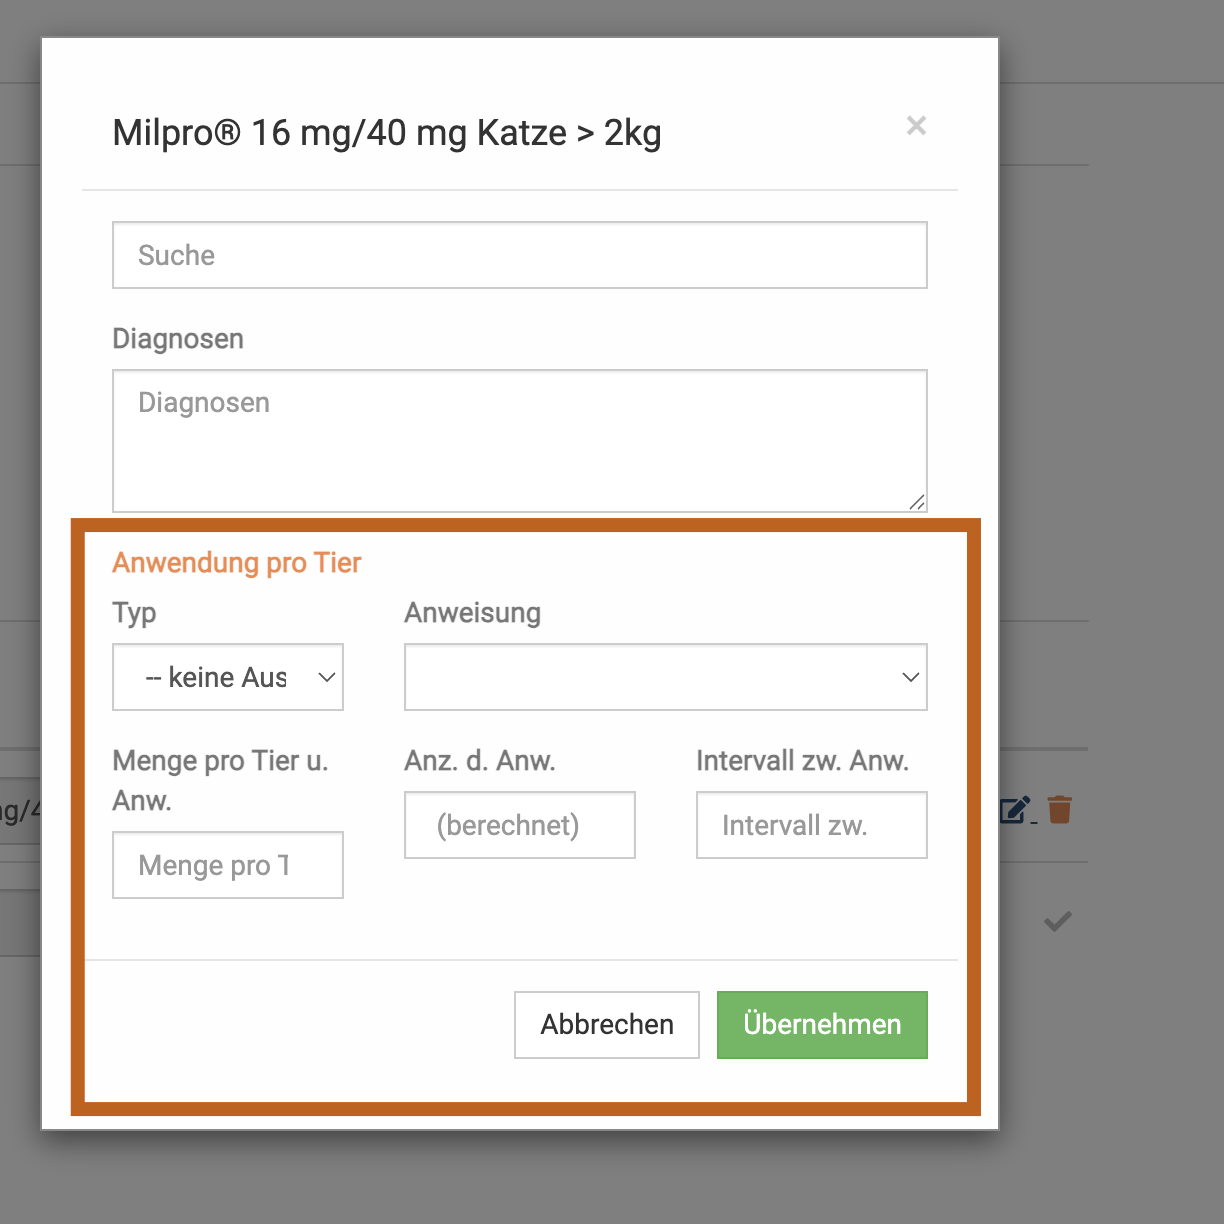 Milpro® 16 mg/40 mg Katze > 2kg
×
Suche
Diagnosen
Diagnosen
Anwendung pro Tier
Typ
Anweisung
-- keine Aus
Menge pro Tier u.
Anw.
Anz. d. Anw.
Intervall zw. Anw.
(berechnet)
Intervall zw.
Menge pro T
Abbrechen
Übernehmen